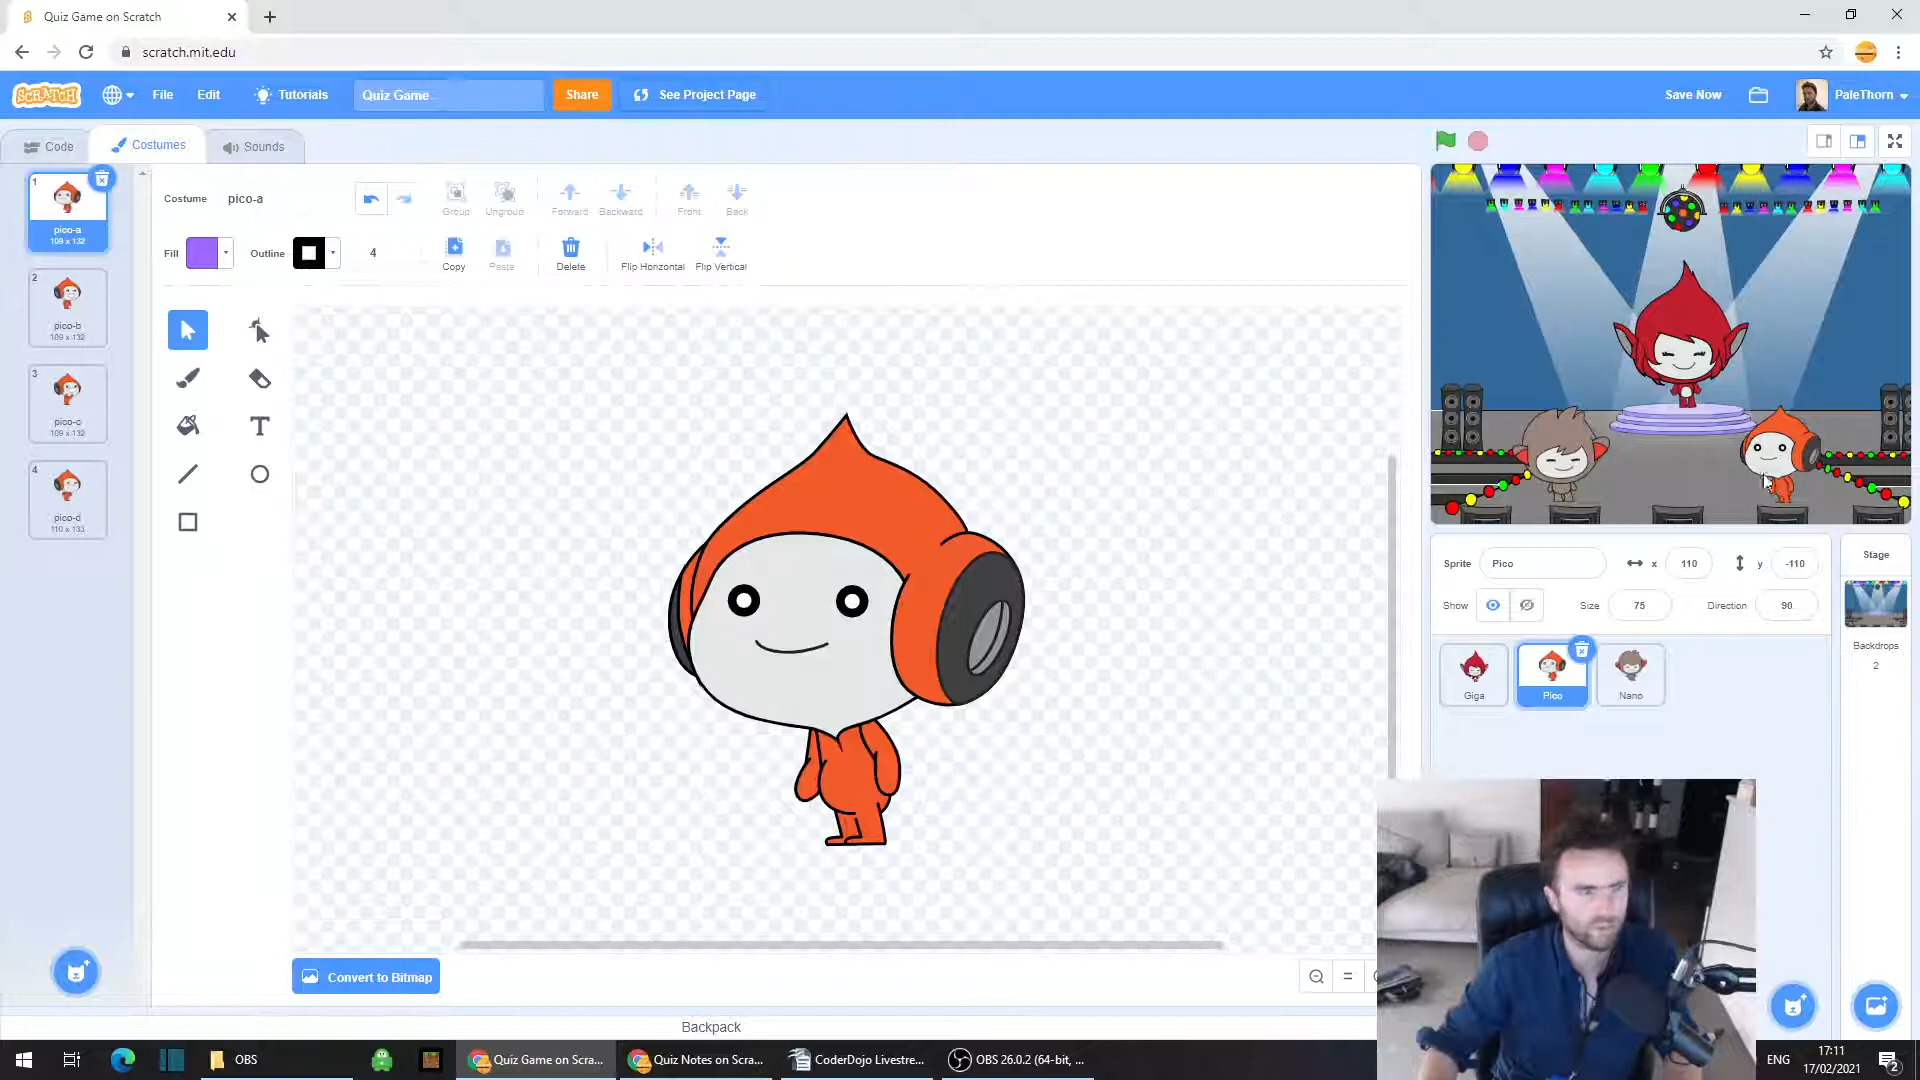 Quiz Game on Scratch
scratch.mit.edu
SCRATCH
File
Edit
Tutorials
Quiz Game
Share
See Project Page
Save Now
PaleThorn
Code
Costumes
Sounds
1
pico-a
109 x 132
2
pico-b
109 x 132
3
pico-c
109 x 132
4
pico-d
110 x 133
Costume
pico-a
Group
Ungroup
Forward
Backward
Front
Back
Fill
Outline
4
Copy
Paste
Delete
Flip Horizontal
Flip Vertical
Convert to Bitmap
Backpack
Sprite
Pico
x
110
y
-110
Show
Size
75
Direction
90
Giga
Pico
Nano
Stage
Backdrops
2
OBS
Quiz Game on Scra...
Quiz Notes on Scra...
CoderDojo Livestre...
OBS 26.0.2 (64-bit, ...
ENG
17:11
17/02/2021
2